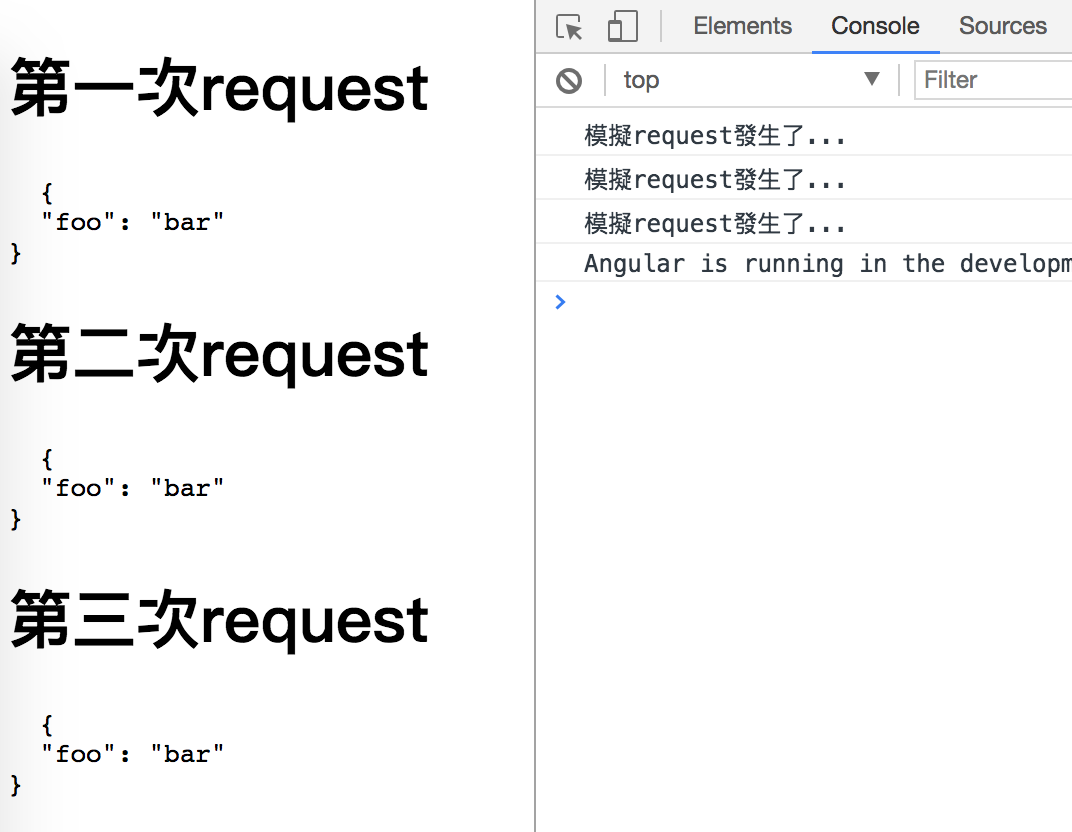 第一次request
{
"foo": "bar"
}
第二次request
{
"foo": "bar"
}
第三次request
{
"foo": "bar"
}
Elements Console Sources
top Filter
模擬request發生了...
模擬request發生了...
模擬request發生了...
Angular is running in the